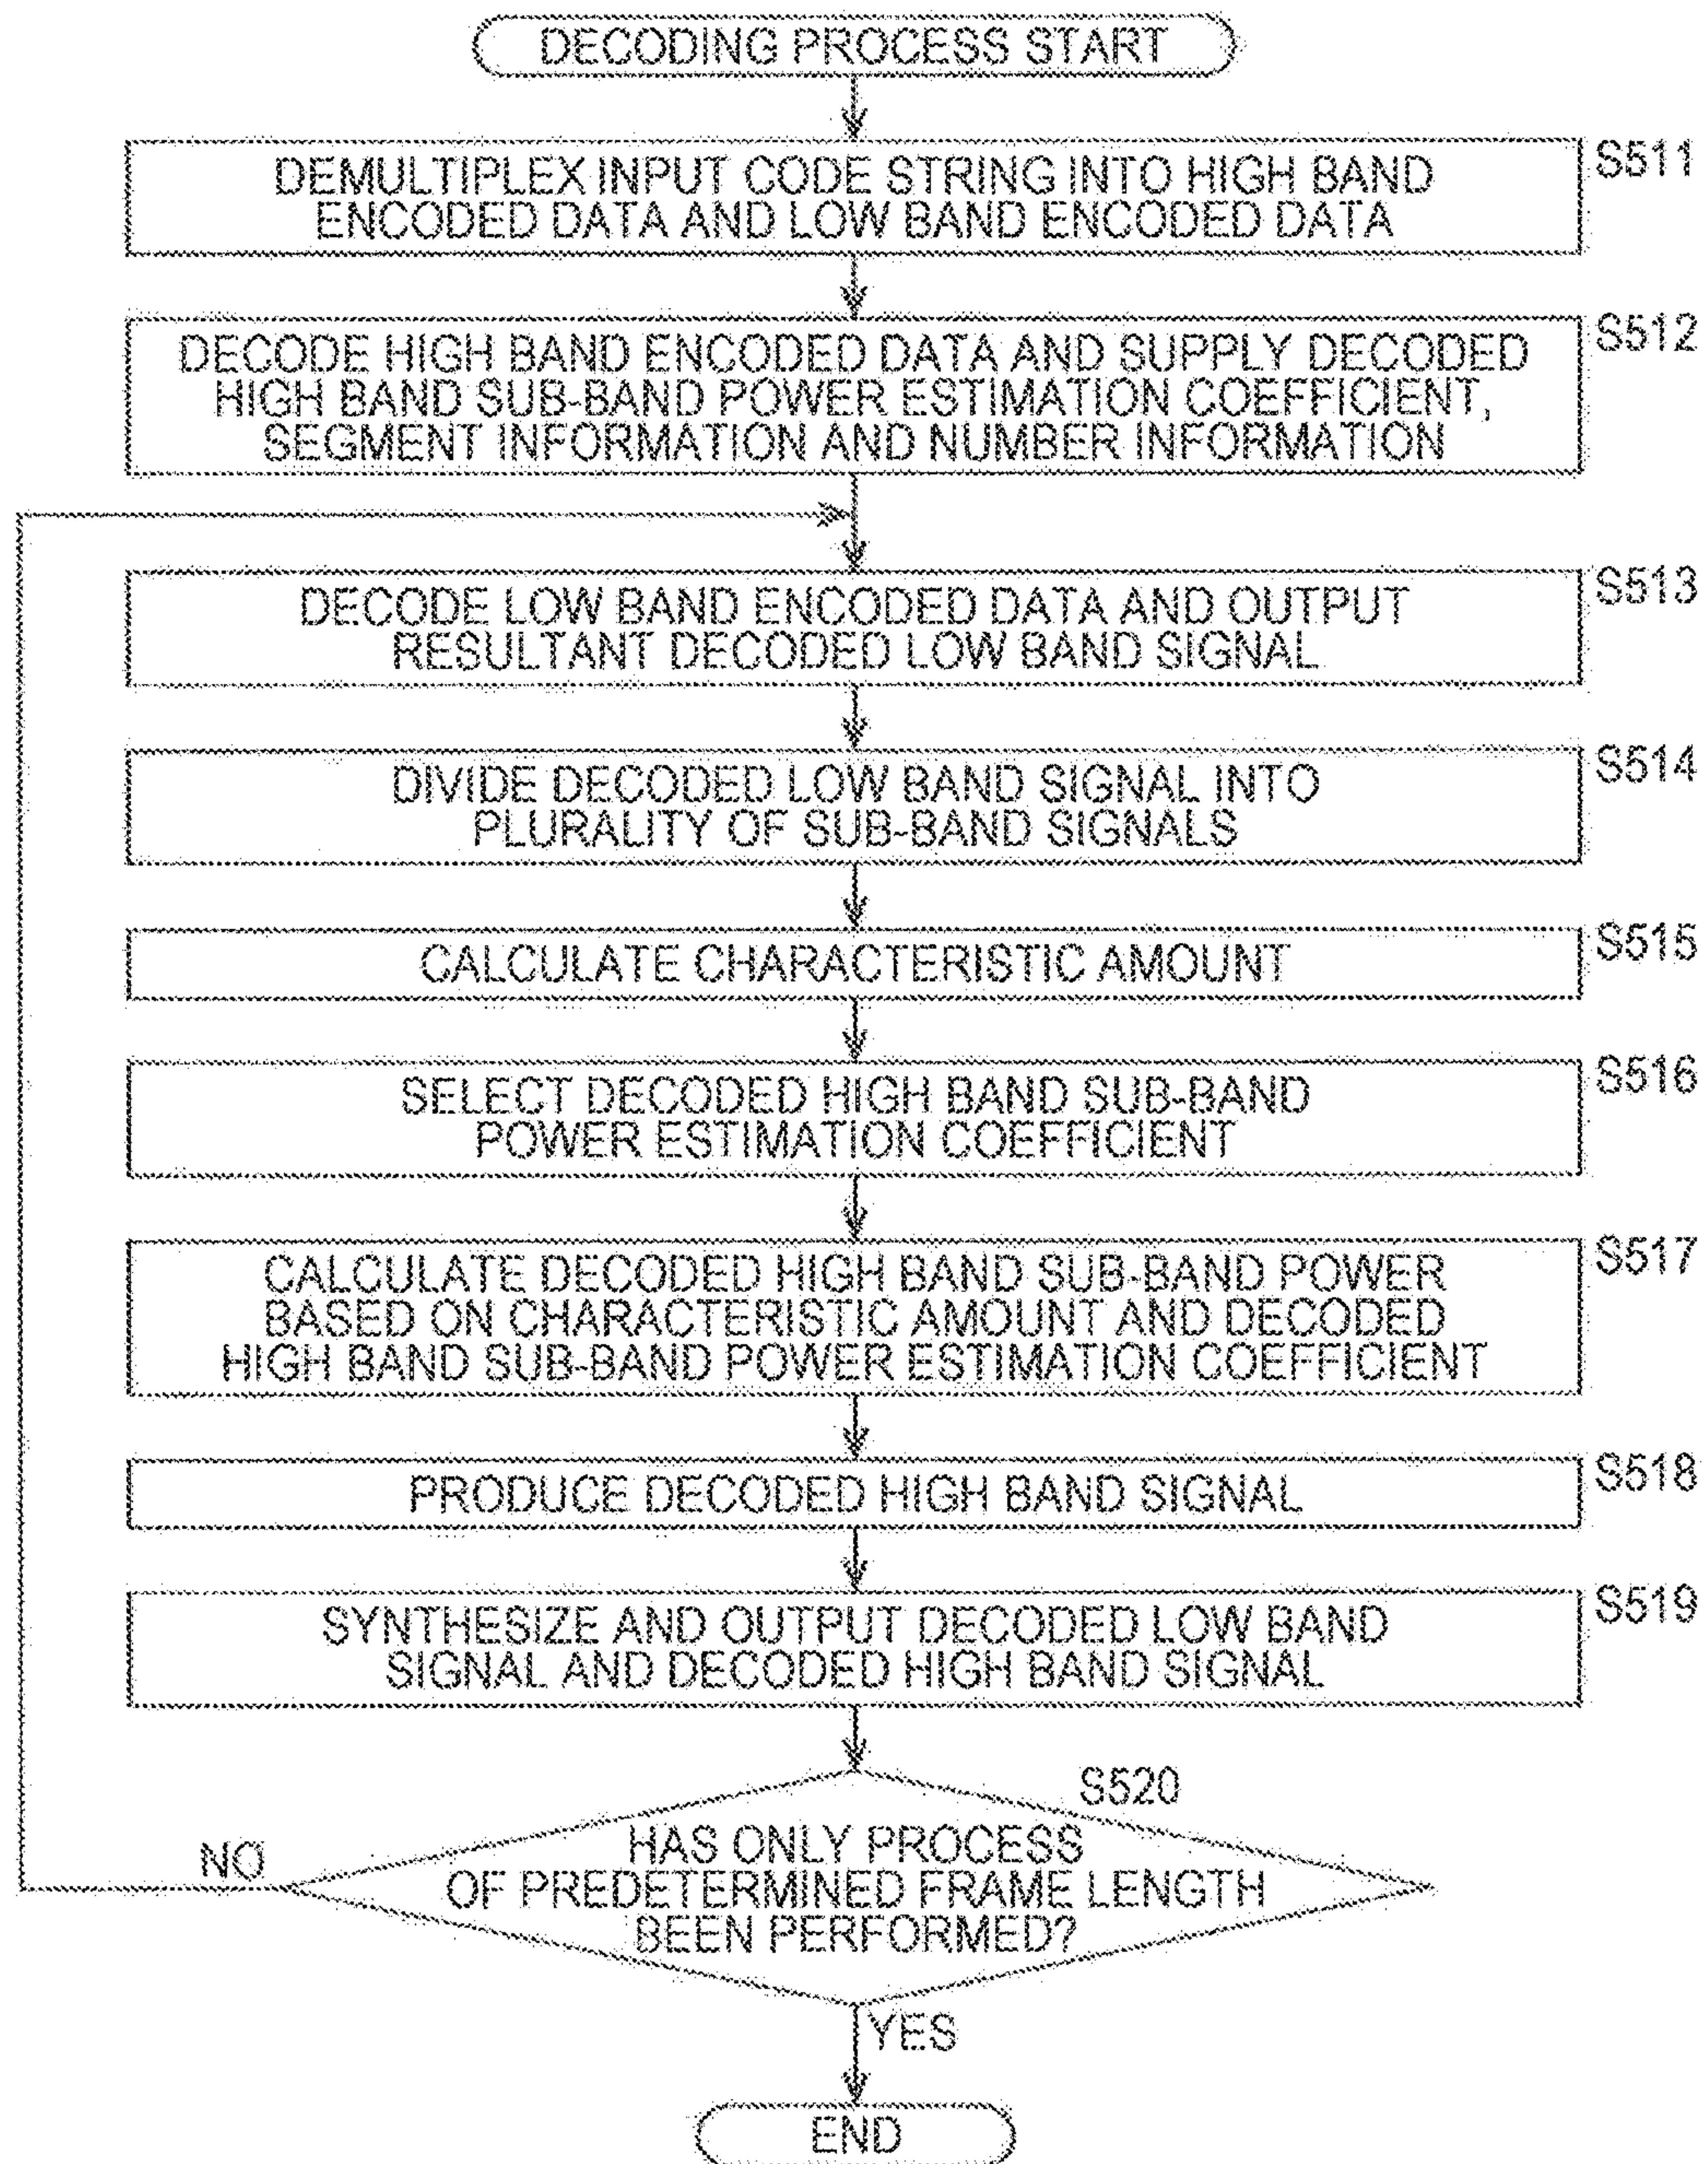 DECODING PROCESS START
S511
DEMULTIPLEX INPUT CODE STRING INTO HIGH BAND
ENCODED DATA AND LOW BAND ENCODED DATA
S512
DECODE HIGH BAND ENCODED DATA AND SUPPLY DECODED
HIGH BAND SUB-BAND POWER ESTIMATION COEFFICIENT,
SEGMENT INFORMATION AND NUMBER INFORMATION
S513
DECODE LOW BAND ENCODED DATA AND OUTPUT
RESULTANT DECODED LOW BAND SIGNAL
S514
DIVIDE DECODED LOW BAND SIGNAL INTO
PLURALITY OF SUB-BAND SIGNALS
S515
CALCULATE CHARACTERISTIC AMOUNT
S516
SELECT DECODED HIGH BAND SUB-BAND
POWER ESTIMATION COEFFICIENT
S517
CALCULATE DECODED HIGH BAND SUB-BAND POWER
BASED ON CHARACTERISTIC AMOUNT AND DECODED
HIGH BAND SUB-BAND POWER ESTIMATION COEFFICIENT
S518
PRODUCE DECODED HIGH BAND SIGNAL
S519
SYNTHESIZE AND OUTPUT DECODED LOW BAND
SIGNAL AND DECODED HIGH BAND SIGNAL
S520
HAS ONLY PROCESS
OF PREDETERMINED FRAME LENGTH
BEEN PERFORMED?
NO
YES
END